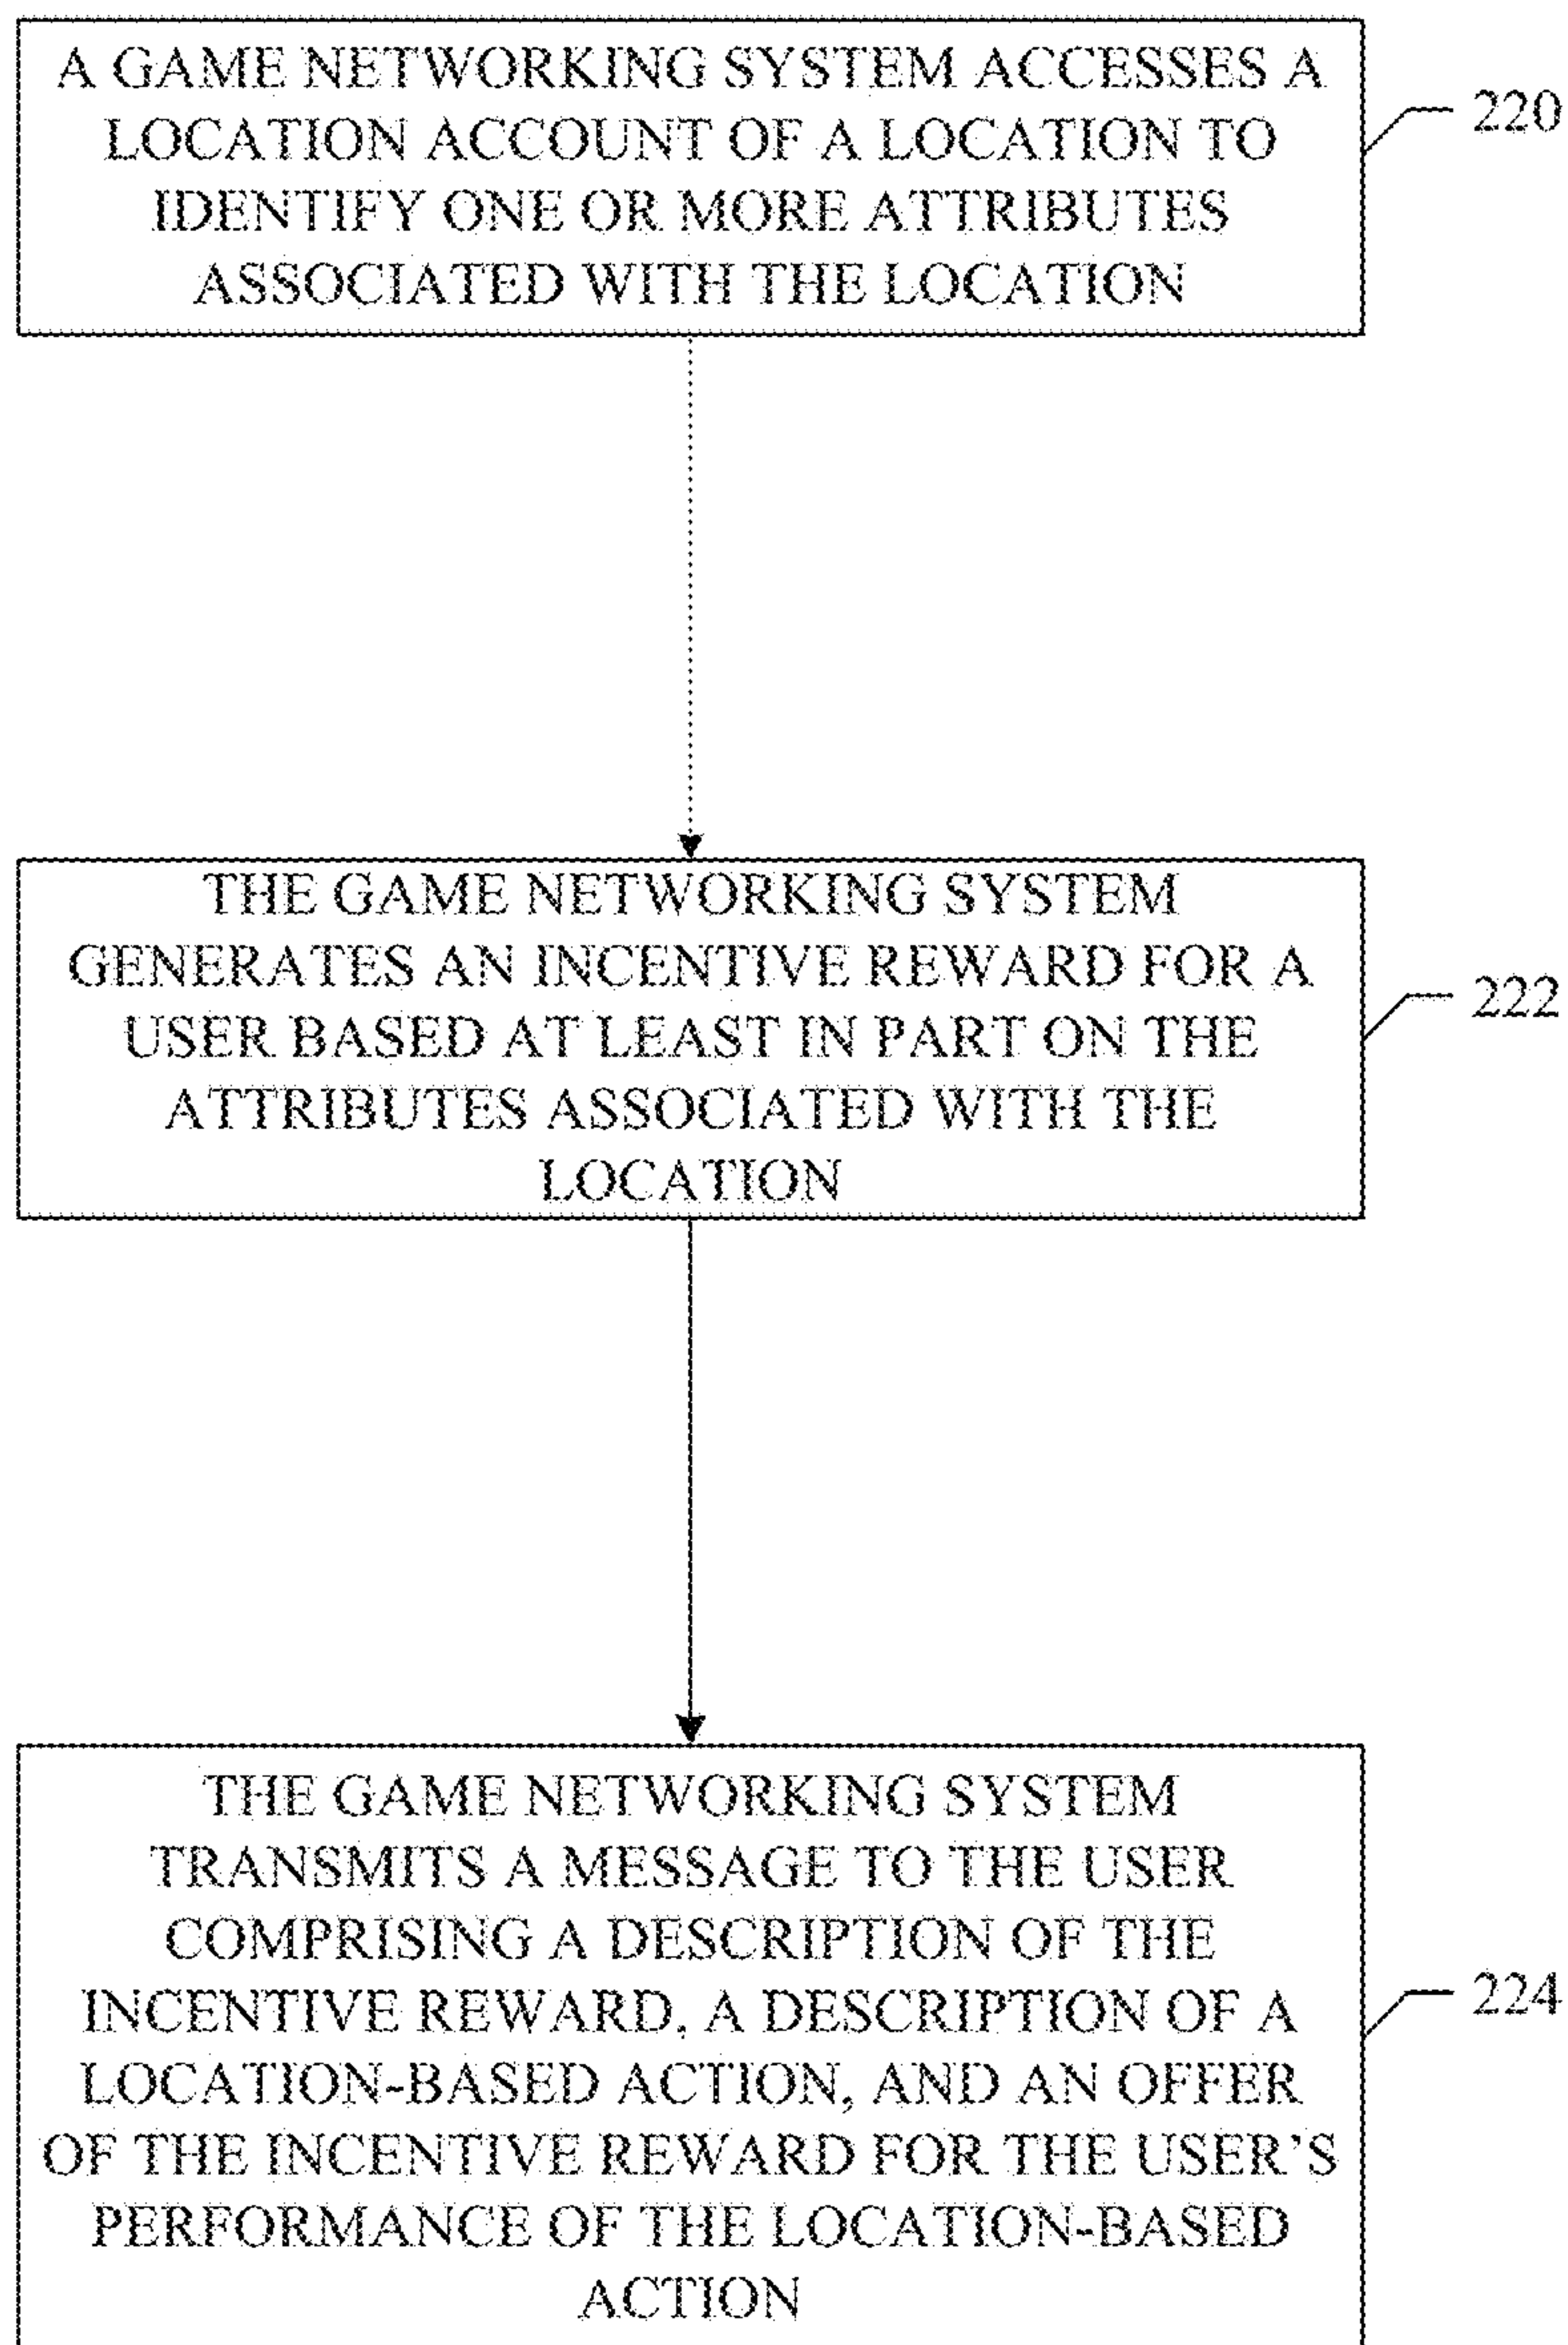 A GAME NETWORKING SYSTEM ACCESSES A
LOCATION ACCOUNT OF A LOCATION TO
IDENTIFY ONE OR MORE ATTRIBUTES
ASSOCIATED WITH THE LOCATION
220
THE GAME NETWORKING SYSTEM
GENERATES AN INCENTIVE REWARD FOR A
USER BASED AT LEAST IN PART ON THE
ATTRIBUTES ASSOCIATED WITH THE
LOCATION
222
THE GAME NETWORKING SYSTEM
TRANSMITS A MESSAGE TO THE USER
COMPRISING A DESCRIPTION OF THE
INCENTIVE REWARD, A DESCRIPTION OF A
LOCATION-BASED ACTION, AND AN OFFER
OF THE INCENTIVE REWARD FOR THE USER'S
PERFORMANCE OF THE LOCATION-BASED
ACTION
224